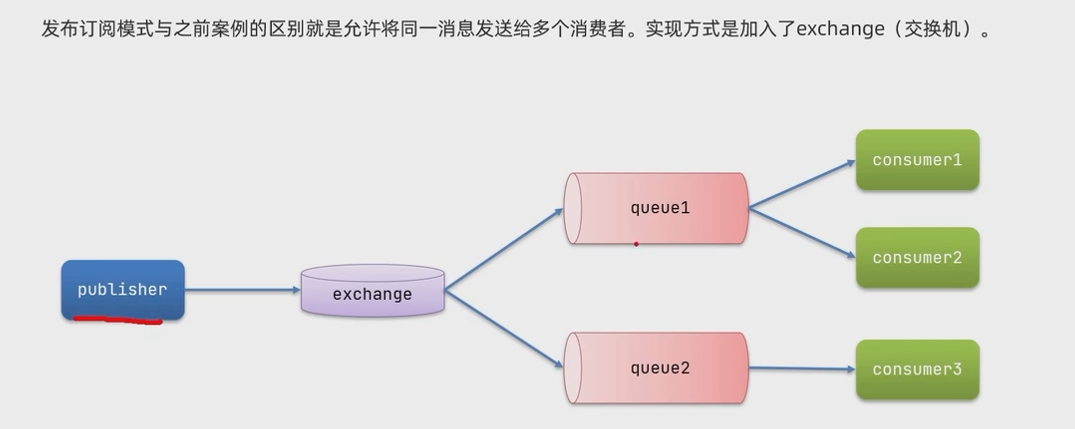 发布订阅模式与之前案例的区别就是允许将同一消息发送给多个消费者。实现方式是加入了exchange（交换机）。
consumer1
queue1
consumer2
publisher
exchange
queue2
consumer3